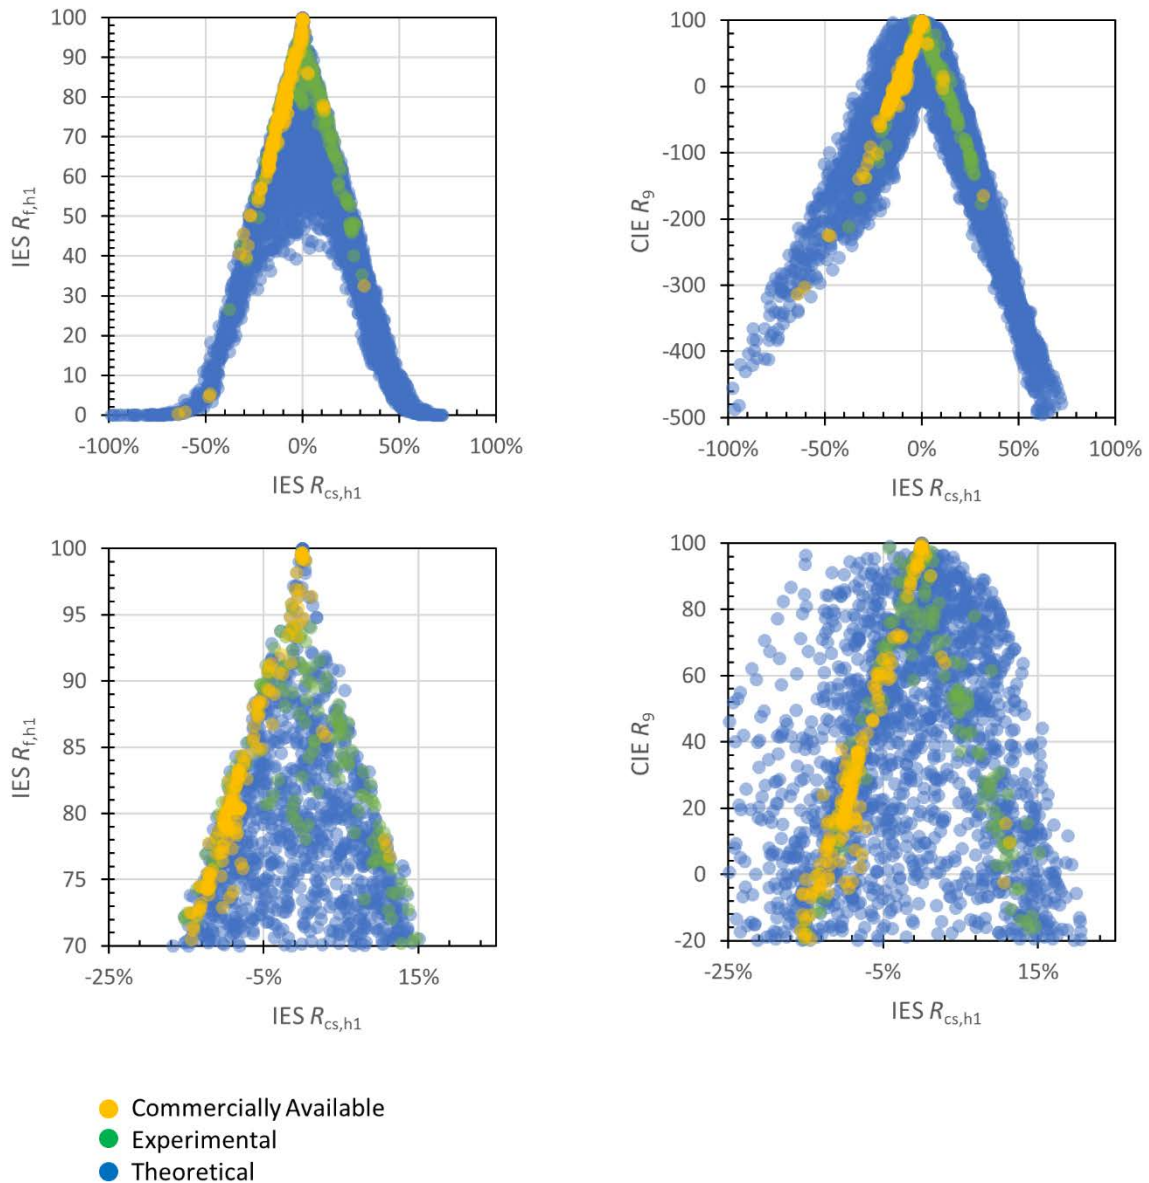 100
90
80
70
60
50
40
30
20
10
0
IES Rf,h1
-100% -50% 0% 50% 100%
IES Rcs,h1
100
0
-100
-200
-300
-400
-500
CIE R9
-100% -50% 0% 50% 100%
IES Rcs,h1
100
95
90
85
80
75
70
IES Rf,h1
-25% -5% 15%
IES Rcs,h1
100
80
60
40
20
0
-20
CIE R9
-25% -5% 15%
IES Rcs,h1
Commercially Available
Experimental
Theoretical